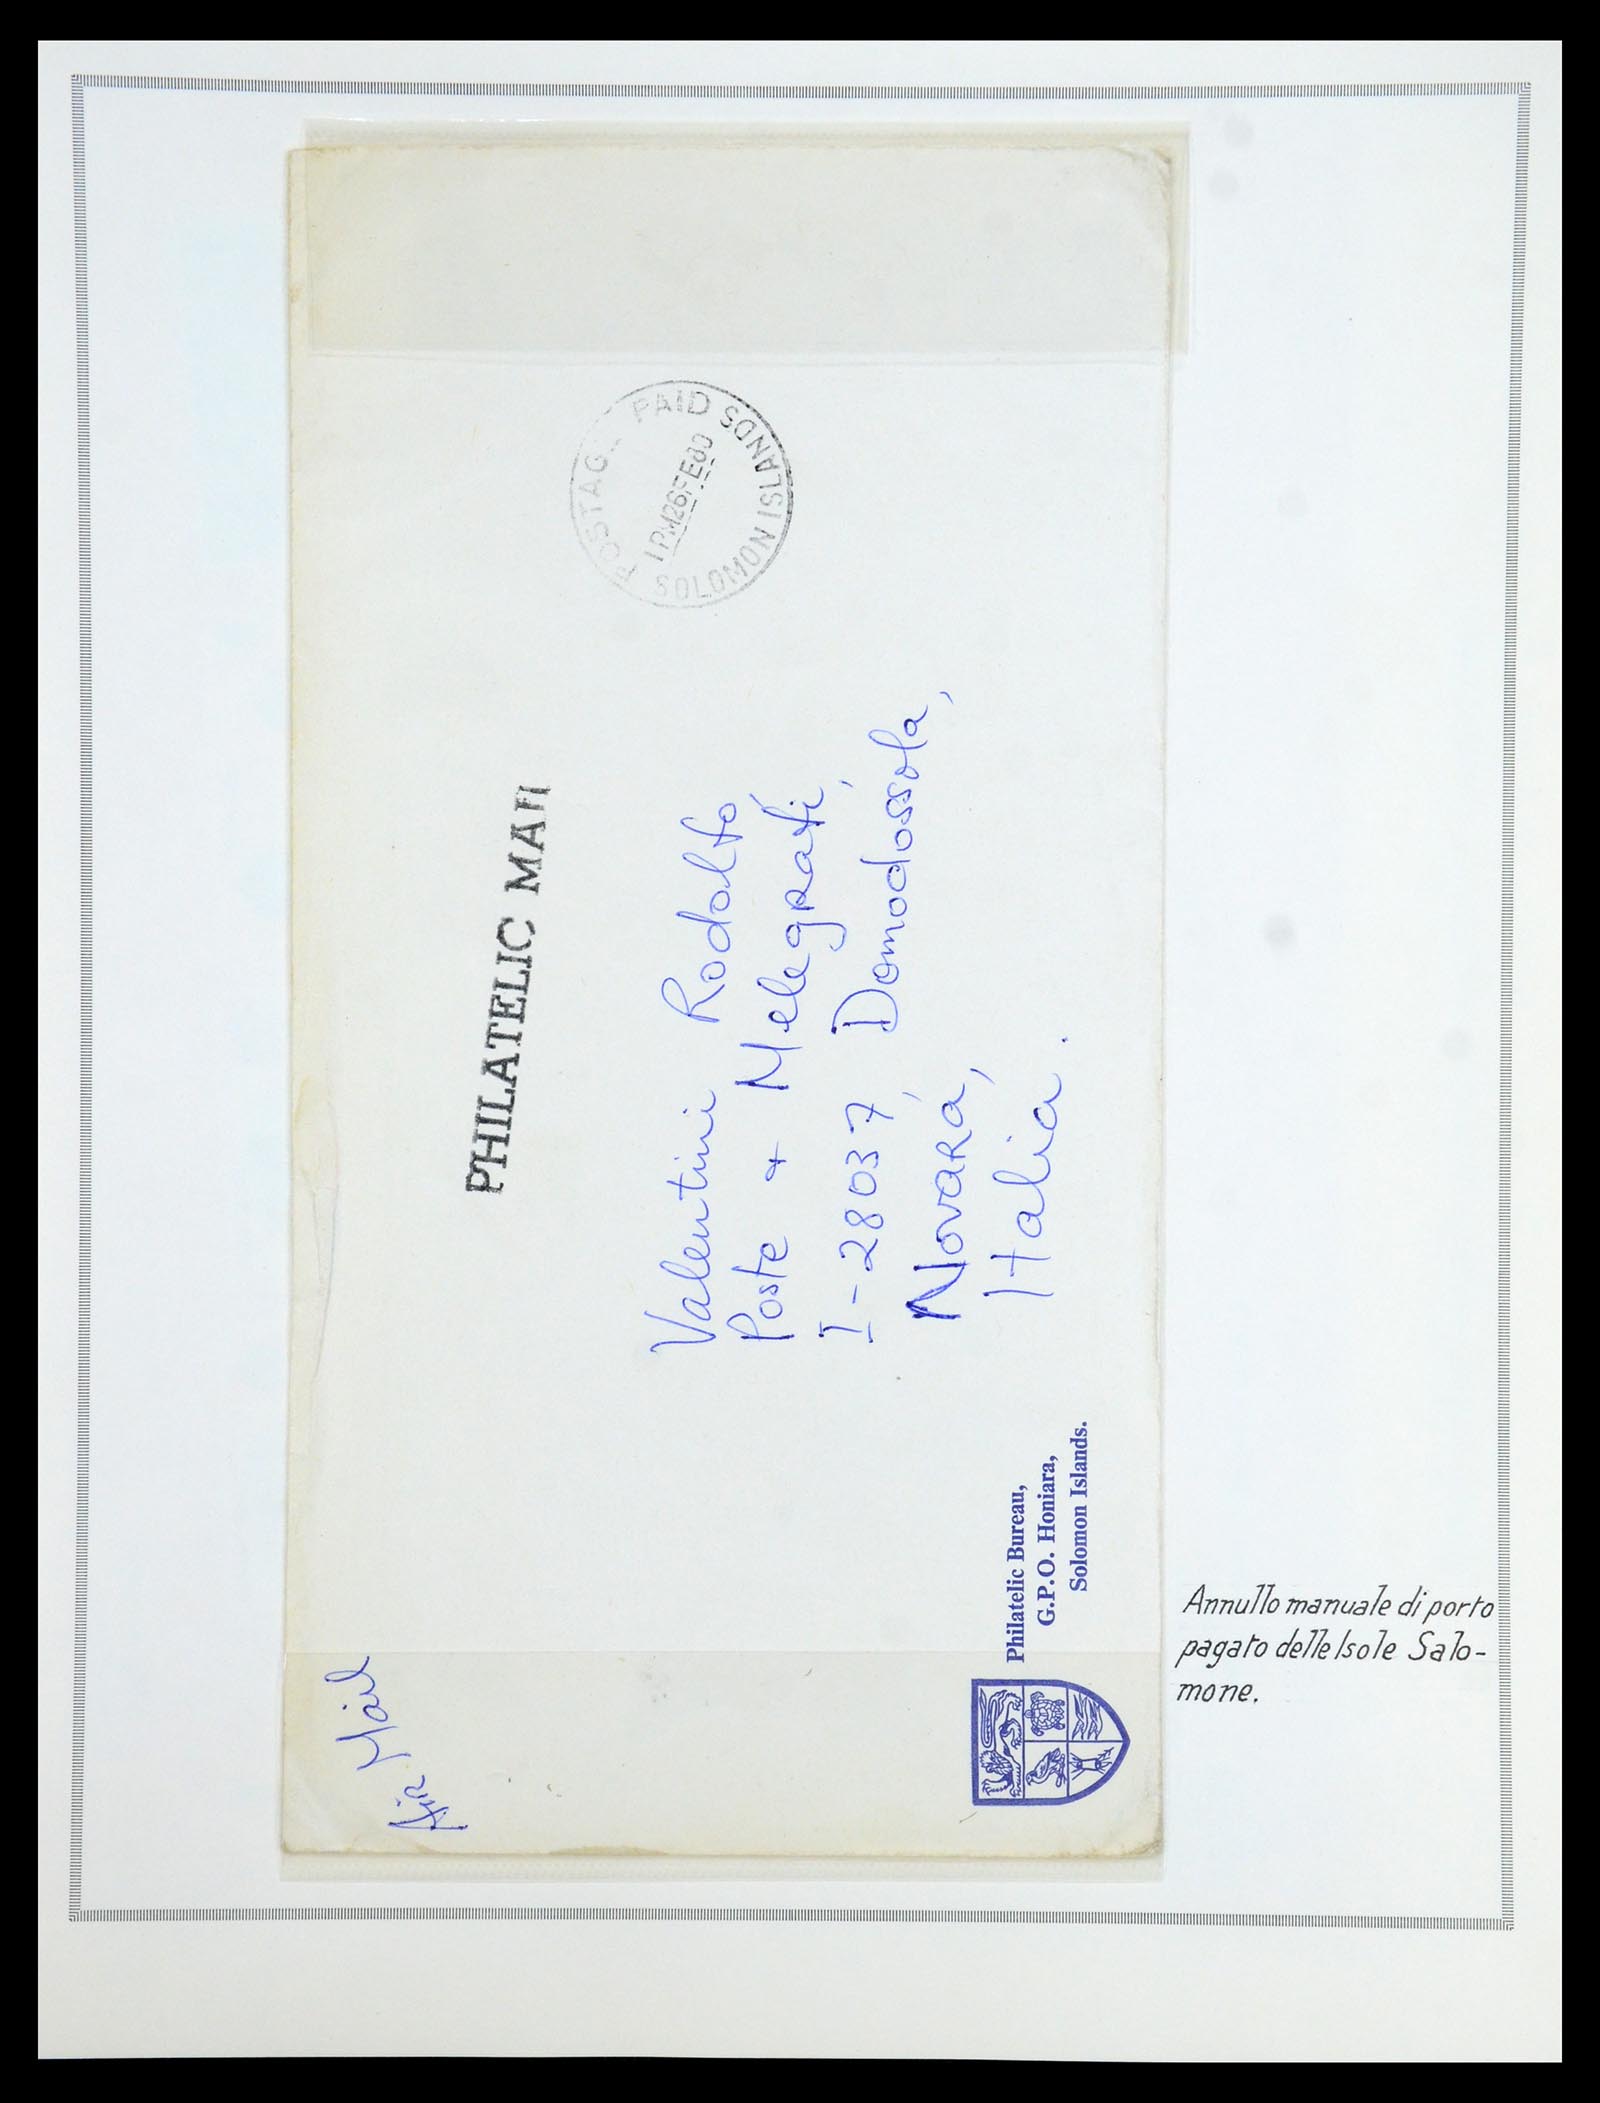 Air Mail
PHILATELIC MAIL
POSTAGE PAID
1 PM 26 FE 80
SOLOMON ISLANDS
Valentini Rodolfo,
Poste + Melegrati,
I-28037, Domodossola,
Novara,
Italia.
Philatelic Bureau,
G.P.O. Honiara,
Solomon Islands.
Annullo manuale di porto
pagato delle Isole Salo-
mone.